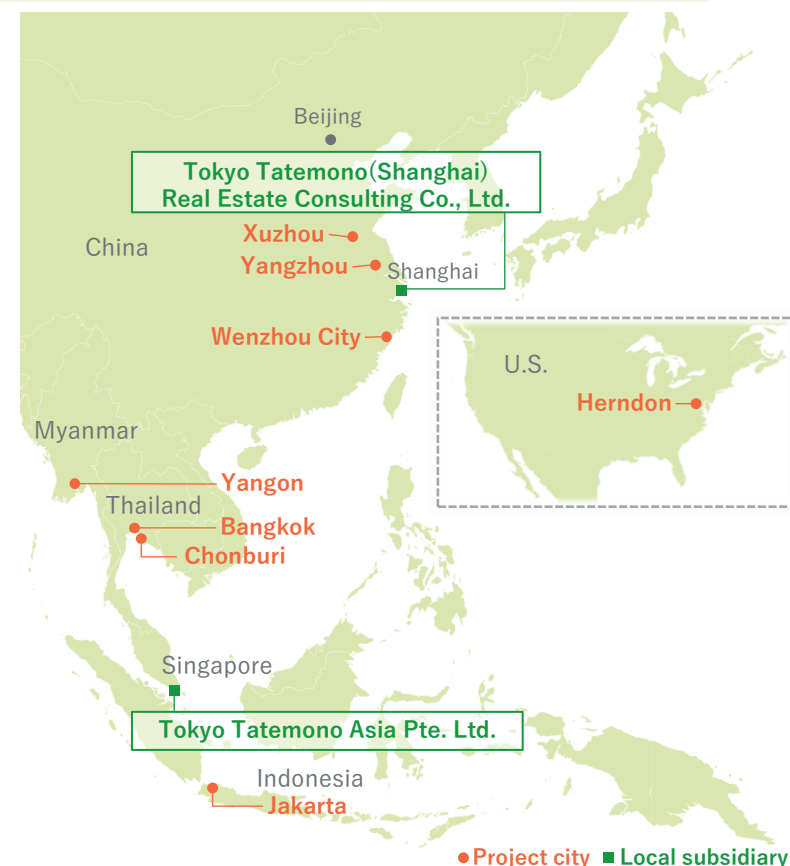 Beijing
Tokyo Tatemono(Shanghai)
Real Estate Consulting Co., Ltd.
Xuzhou
China
Yangzhou
Shanghai
Wenzhou City
U.S.
Herndon
Myanmar
Yangon
Thailand
Bangkok
Chonburi
Singapore
Tokyo Tatemono Asia Pte. Ltd.
Indonesia
Jakarta
Project city Local subsidiary